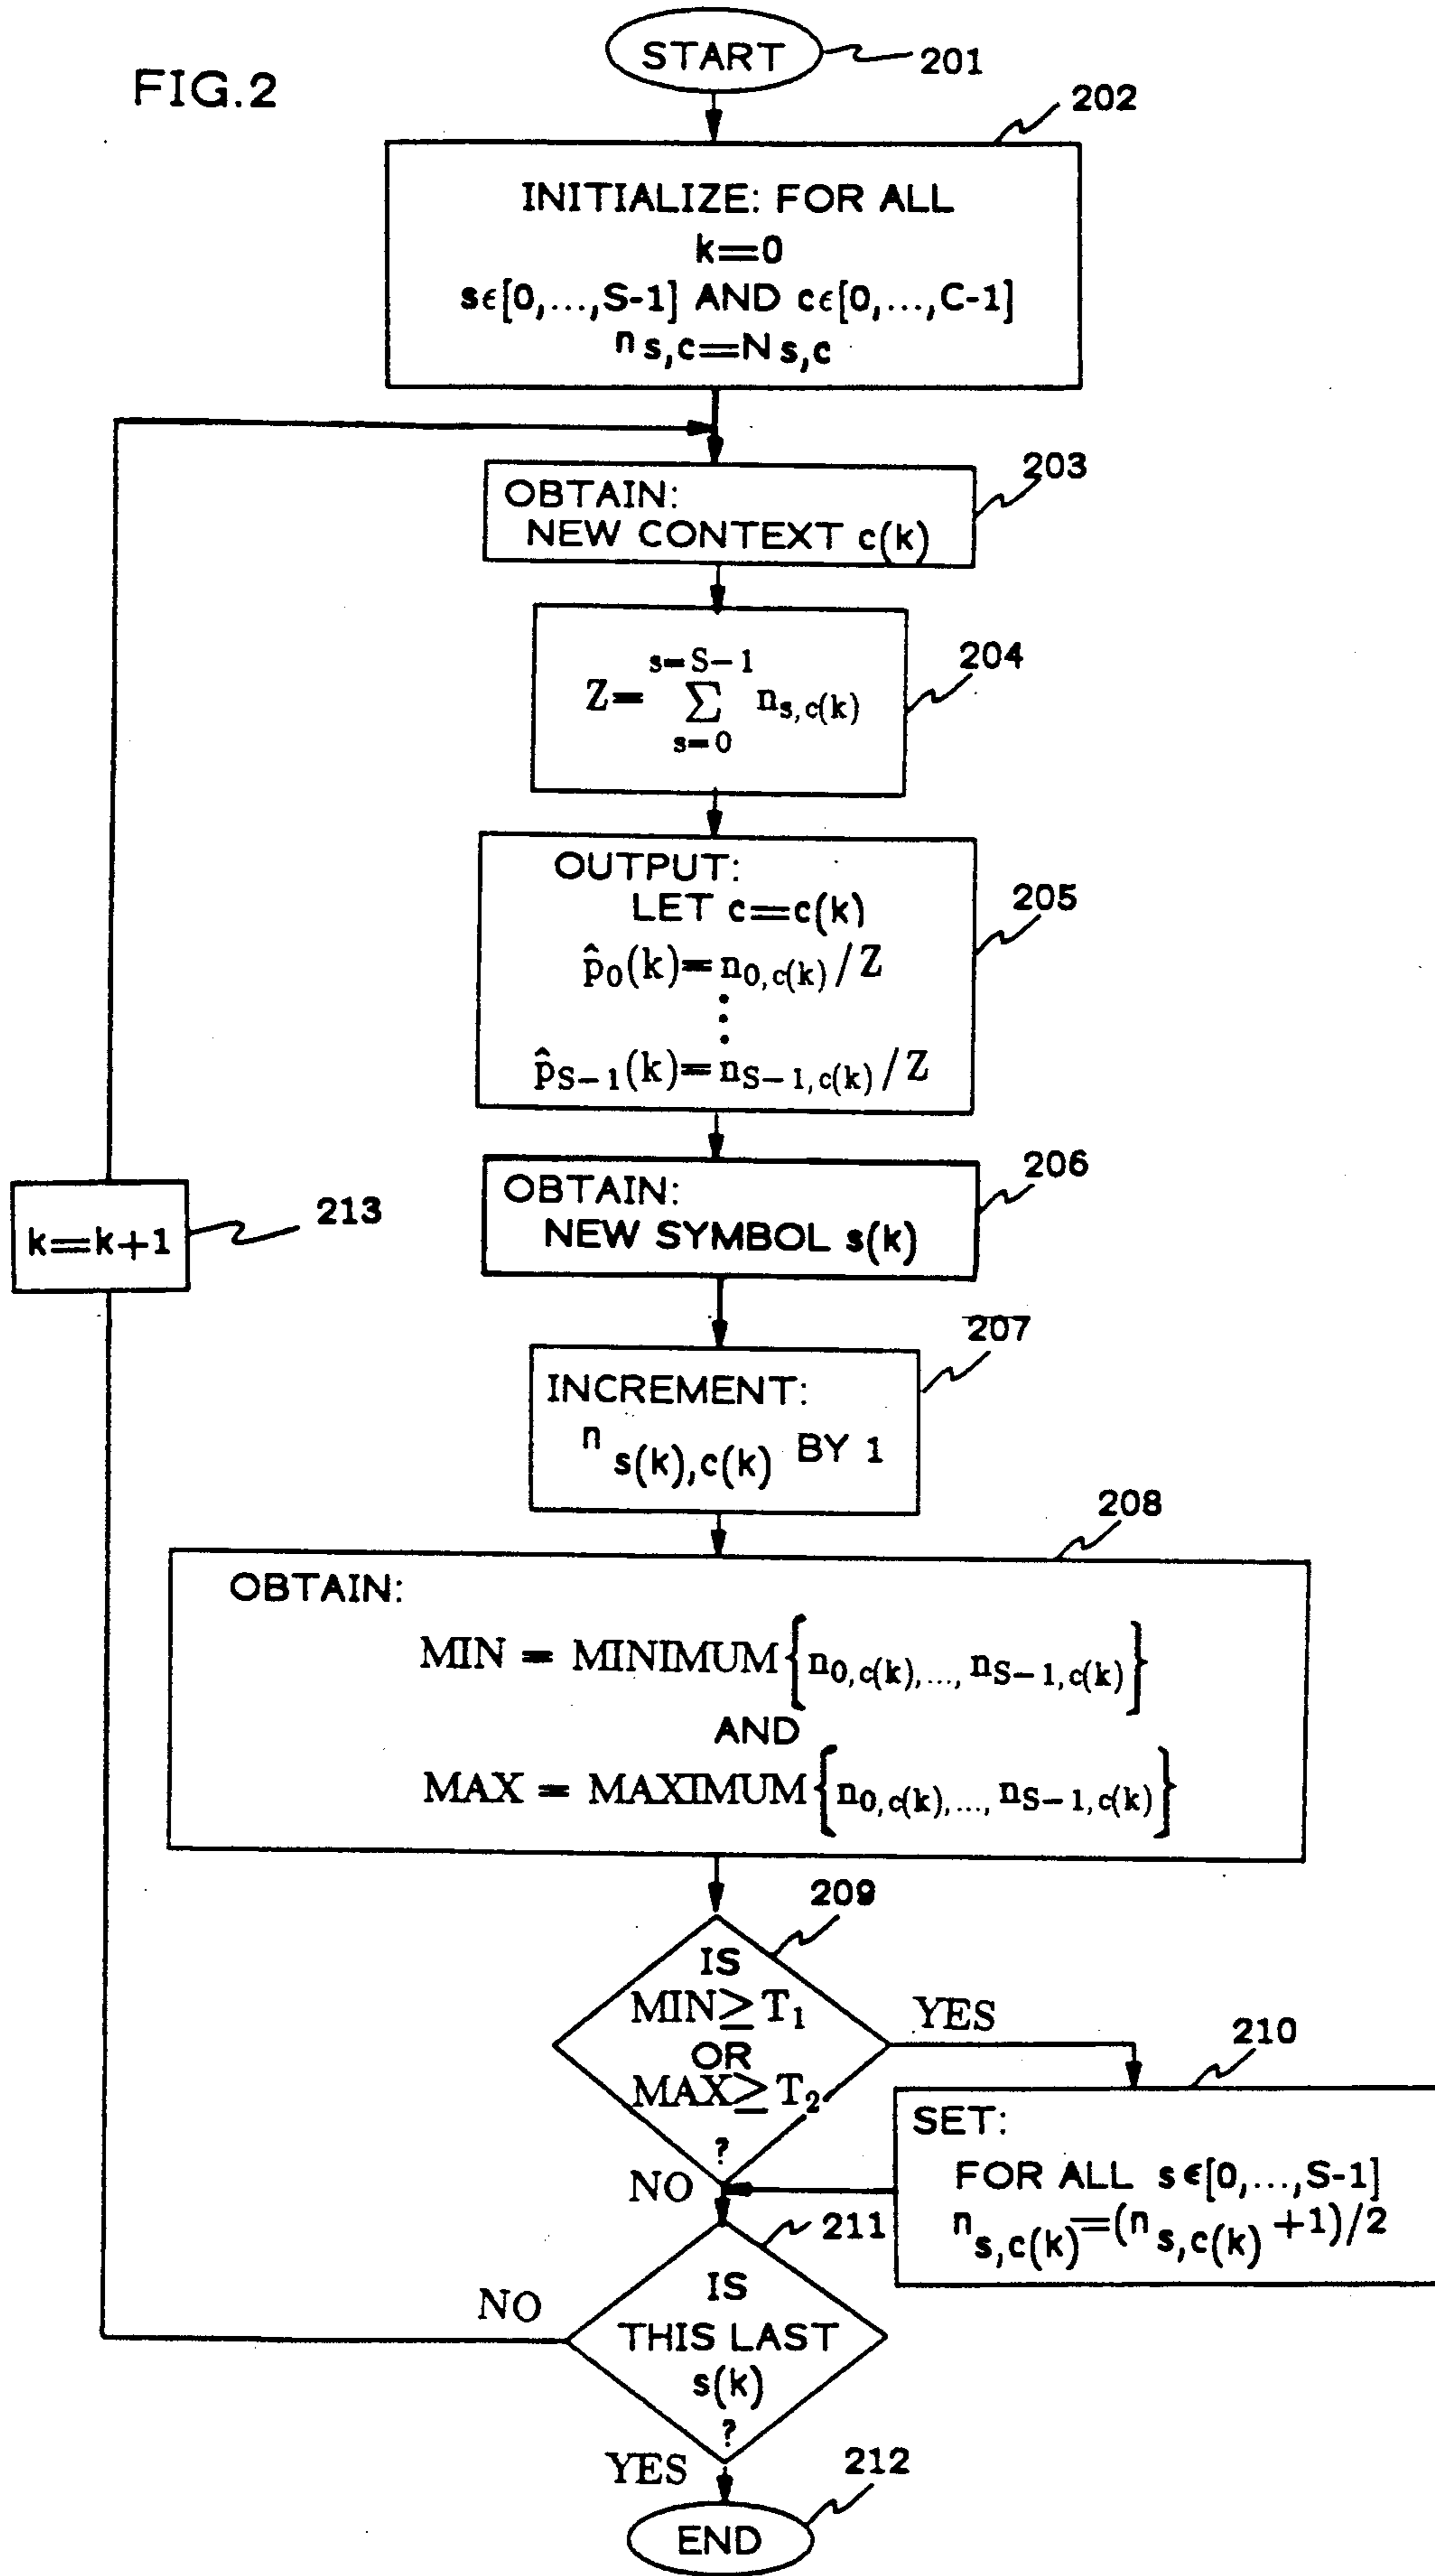 FIG.2
START
201
202
INITIALIZE: FOR ALL
k=0
sϵ[0,...,S-1] AND cϵ[0,...,C-1]
n s,c=N s,c
203
OBTAIN:
NEW CONTEXT c(k)
204
s=S-1
Z= ∑ n s,c(k)
s=0
205
OUTPUT:
LET c=c(k)
p̂0(k)=n0,c(k)/Z
⋮
p̂S-1(k)=nS-1,c(k)/Z
206
OBTAIN:
NEW SYMBOL s(k)
213
k=k+1
207
INCREMENT:
n s(k),c(k) BY 1
208
OBTAIN:
MIN = MINIMUM{n0,c(k),..., nS-1,c(k)}
AND
MAX = MAXIMUM{n0,c(k),..., nS-1,c(k)}
209
IS
MIN≥T1
OR
MAX≥T2
?
YES
NO
210
SET:
FOR ALL sϵ[0,...,S-1]
n s,c(k)=(n s,c(k) +1)/2
211
IS
THIS LAST
s(k)
?
NO
YES
212
END